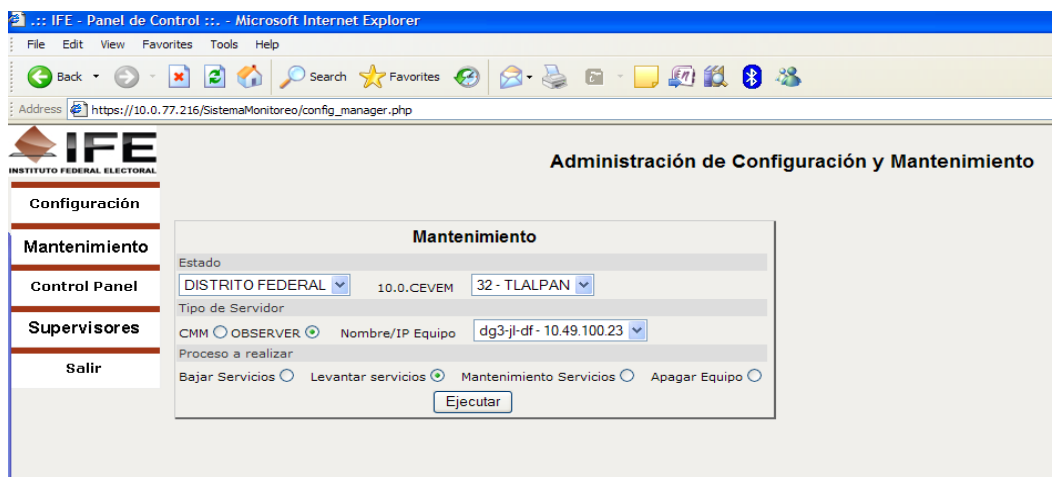 .:: IFE - Panel de Control ::. - Microsoft Internet Explorer
File Edit View Favorites Tools Help
Back Search Favorites
Address https://10.0.77.216/SistemaMonitoreo/config_manager.php
IFE
INSTITUTO FEDERAL ELECTORAL
Administración de Configuración y Mantenimiento
Configuración
Mantenimiento
Control Panel
Supervisores
Salir
Mantenimiento
Estado
DISTRITO FEDERAL 10.0.CEVEM 32 - TLALPAN
Tipo de Servidor
CMM OBSERVER Nombre/IP Equipo dg3-jl-df - 10.49.100.23
Proceso a realizar
Bajar Servicios Levantar servicios Mantenimiento Servicios Apagar Equipo
Ejecutar